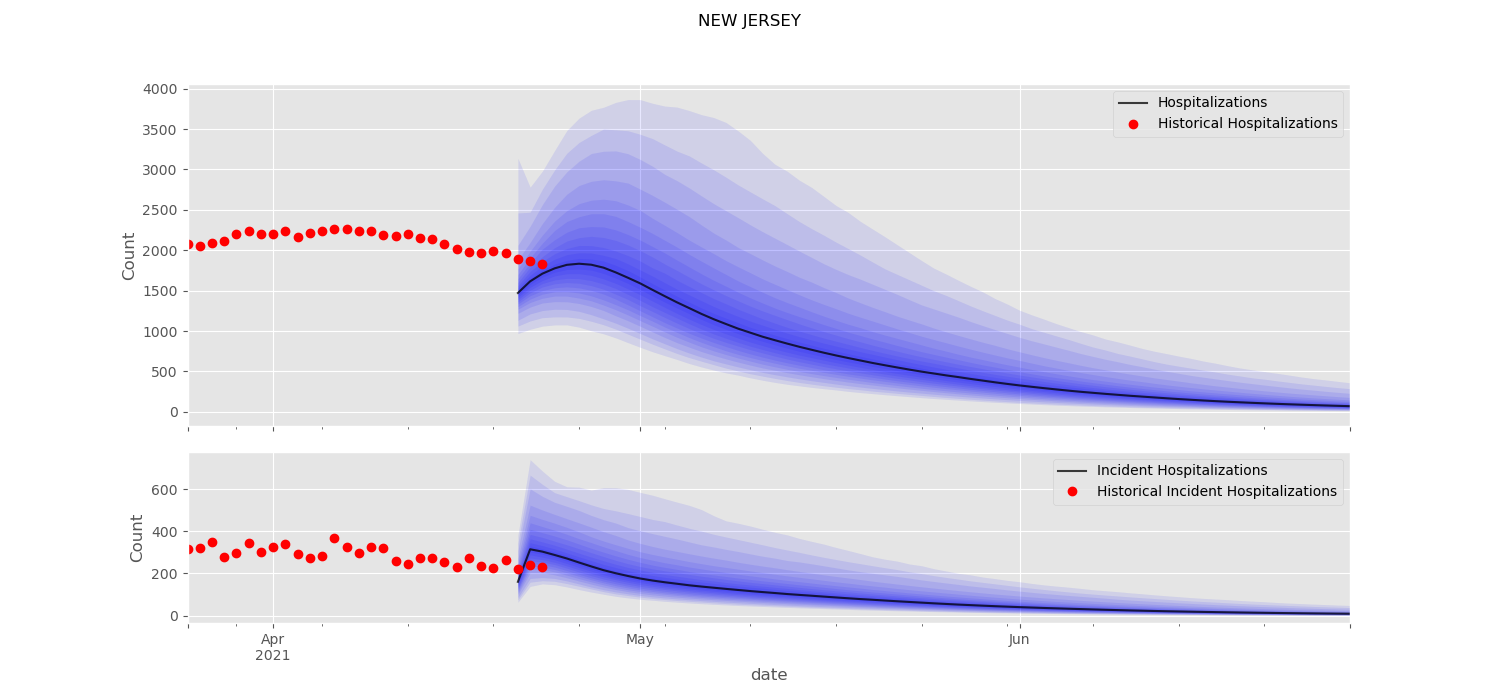 NEW JERSEY
4000
3500
3000
2500
2000
1500
1000
500
0
Count
Hospitalizations
Historical Hospitalizations
600
400
200
0
Count
Incident Hospitalizations
Historical Incident Hospitalizations
Apr
2021
May
Jun
date